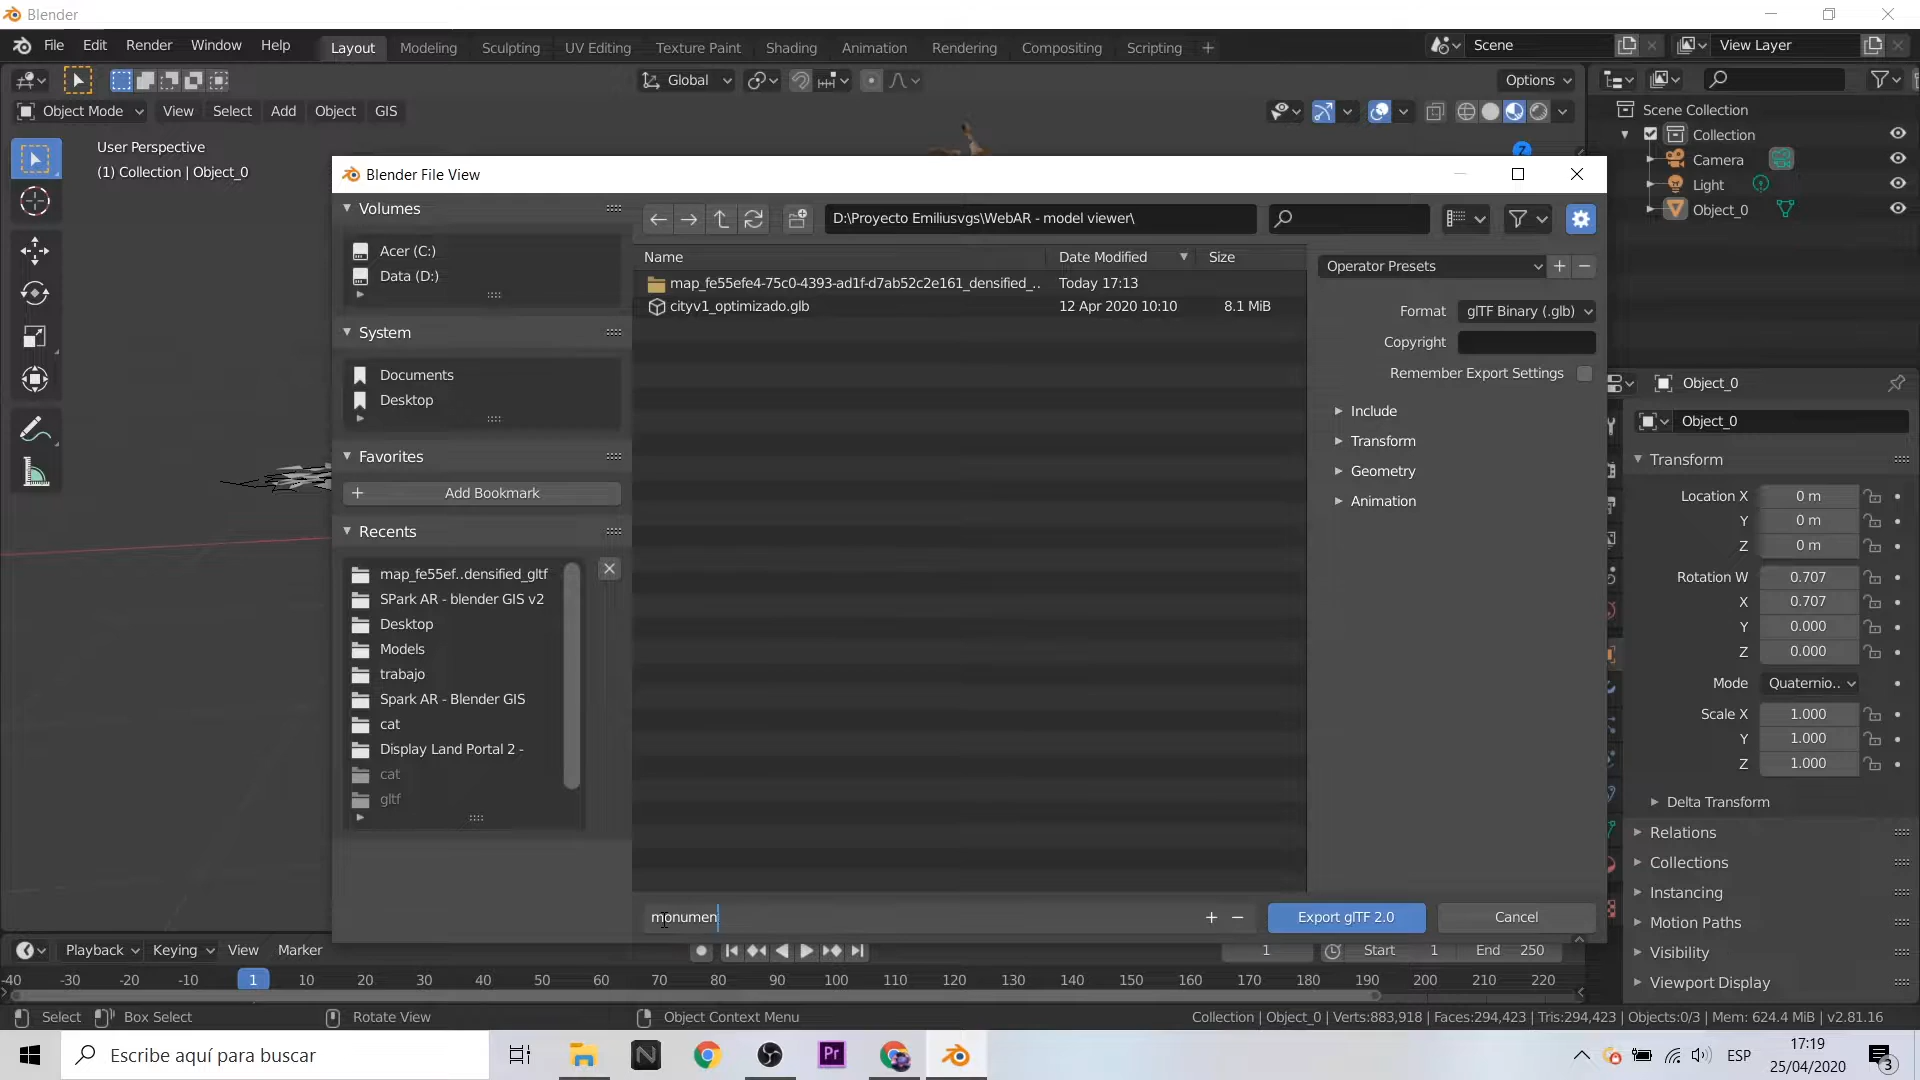 Blender
File Edit Render Window Help Layout Modeling Sculpting UV Editing Texture Paint Shading Animation Rendering Compositing Scripting + Scene View Layer
Global Options
Object Mode View Select Add Object GIS
User Perspective
(1) Collection | Object_0
Z
Scene Collection
Collection
Camera
Light
Object_0
Blender File View
Volumes
Acer (C:)
Data (D:)
System
Documents
Desktop
Favorites
+ Add Bookmark
Recents
map_fe55ef..densified_gltf
SPark AR - blender GIS v2
Desktop
Models
trabajo
Spark AR - Blender GIS
cat
Display Land Portal 2 -
cat
gltf
D:\Proyecto Emiliusvgs\WebAR - model viewer\
Name Date Modified Size
map_fe55efe4-75c0-4393-ad1f-d7ab52c2e161_densified_.. Today 17:13
cityv1_optimizado.glb 12 Apr 2020 10:10 8.1 MiB
Operator Presets
Format glTF Binary (.glb)
Copyright
Remember Export Settings
Include
Transform
Geometry
Animation
monumen
Export glTF 2.0 Cancel
Object_0
Object_0
Transform
Location X 0 m
Y 0 m
Z 0 m
Rotation W 0.707
X 0.707
Y 0.000
Z 0.000
Mode Quaternio..
Scale X 1.000
Y 1.000
Z 1.000
Delta Transform
Relations
Collections
Instancing
Motion Paths
Visibility
Viewport Display
Playback Keying View Marker 1 Start 1 End 250
-40 -30 -20 -10 1 10 20 30 40 50 60 70 80 90 100 110 120 130 140 150 160 170 180 190 200 210 220
Select Box Select Rotate View Object Context Menu Collection | Object_0 | Verts:883,918 | Faces:294,423 | Tris:294,423 | Objects:0/3 | Mem: 624.4 MiB | v2.81.16
Escribe aquí para buscar N Pr ESP 17:19
25/04/2020 3